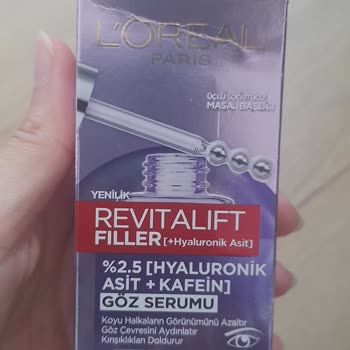 L'ORÉAL
PARIS
ÜÇLÜ SOĞUTUCU
MASAJ BAŞLIĞI
YENİLİK
REVITALIFT
FILLER [+Hyaluronik Asit]
%2.5 [HYALURONİK
ASİT + KAFEİN]
GÖZ SERUMU
Koyu Halkaların Görünümünü Azaltır
Göz Çevresini Aydınlatır
Kırışıklıkları Doldurur